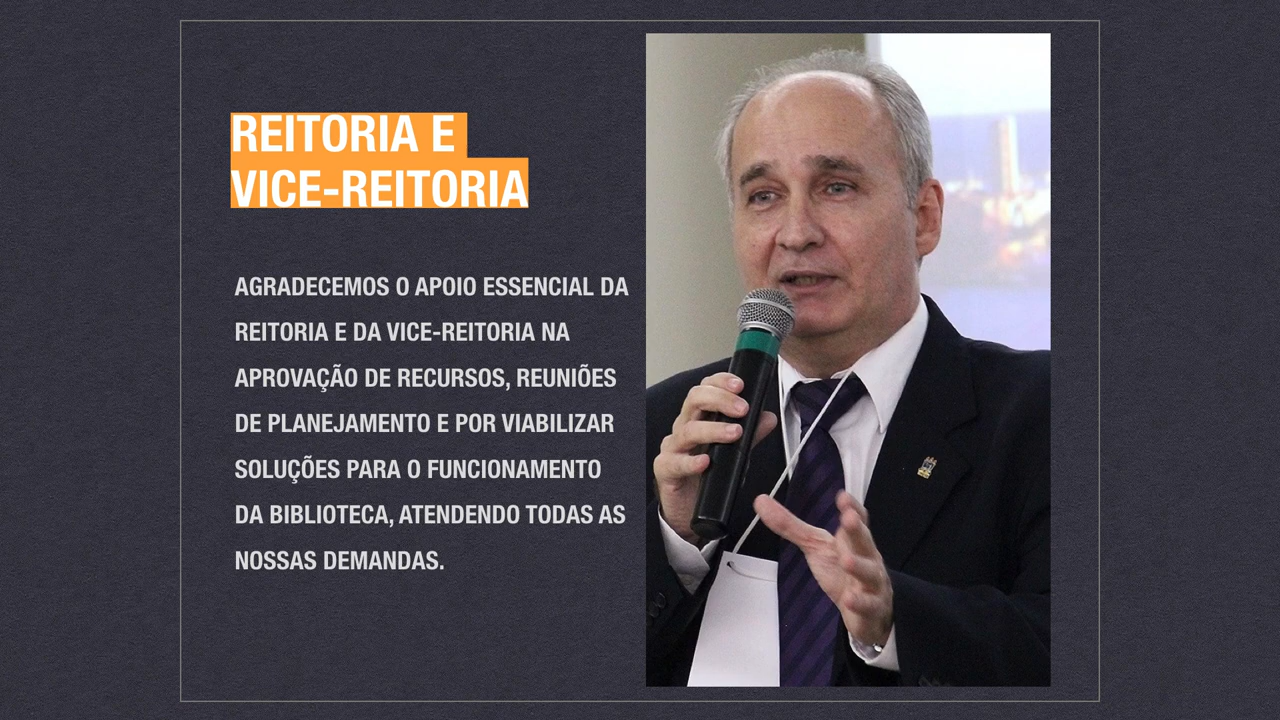 REITORIA E
VICE-REITORIA
AGRADECEMOS O APOIO ESSENCIAL DA
REITORIA E DA VICE-REITORIA NA
APROVAÇÃO DE RECURSOS, REUNIÕES
DE PLANEJAMENTO E POR VIABILIZAR
SOLUÇÕES PARA O FUNCIONAMENTO
DA BIBLIOTECA, ATENDENDO TODAS AS
NOSSAS DEMANDAS.